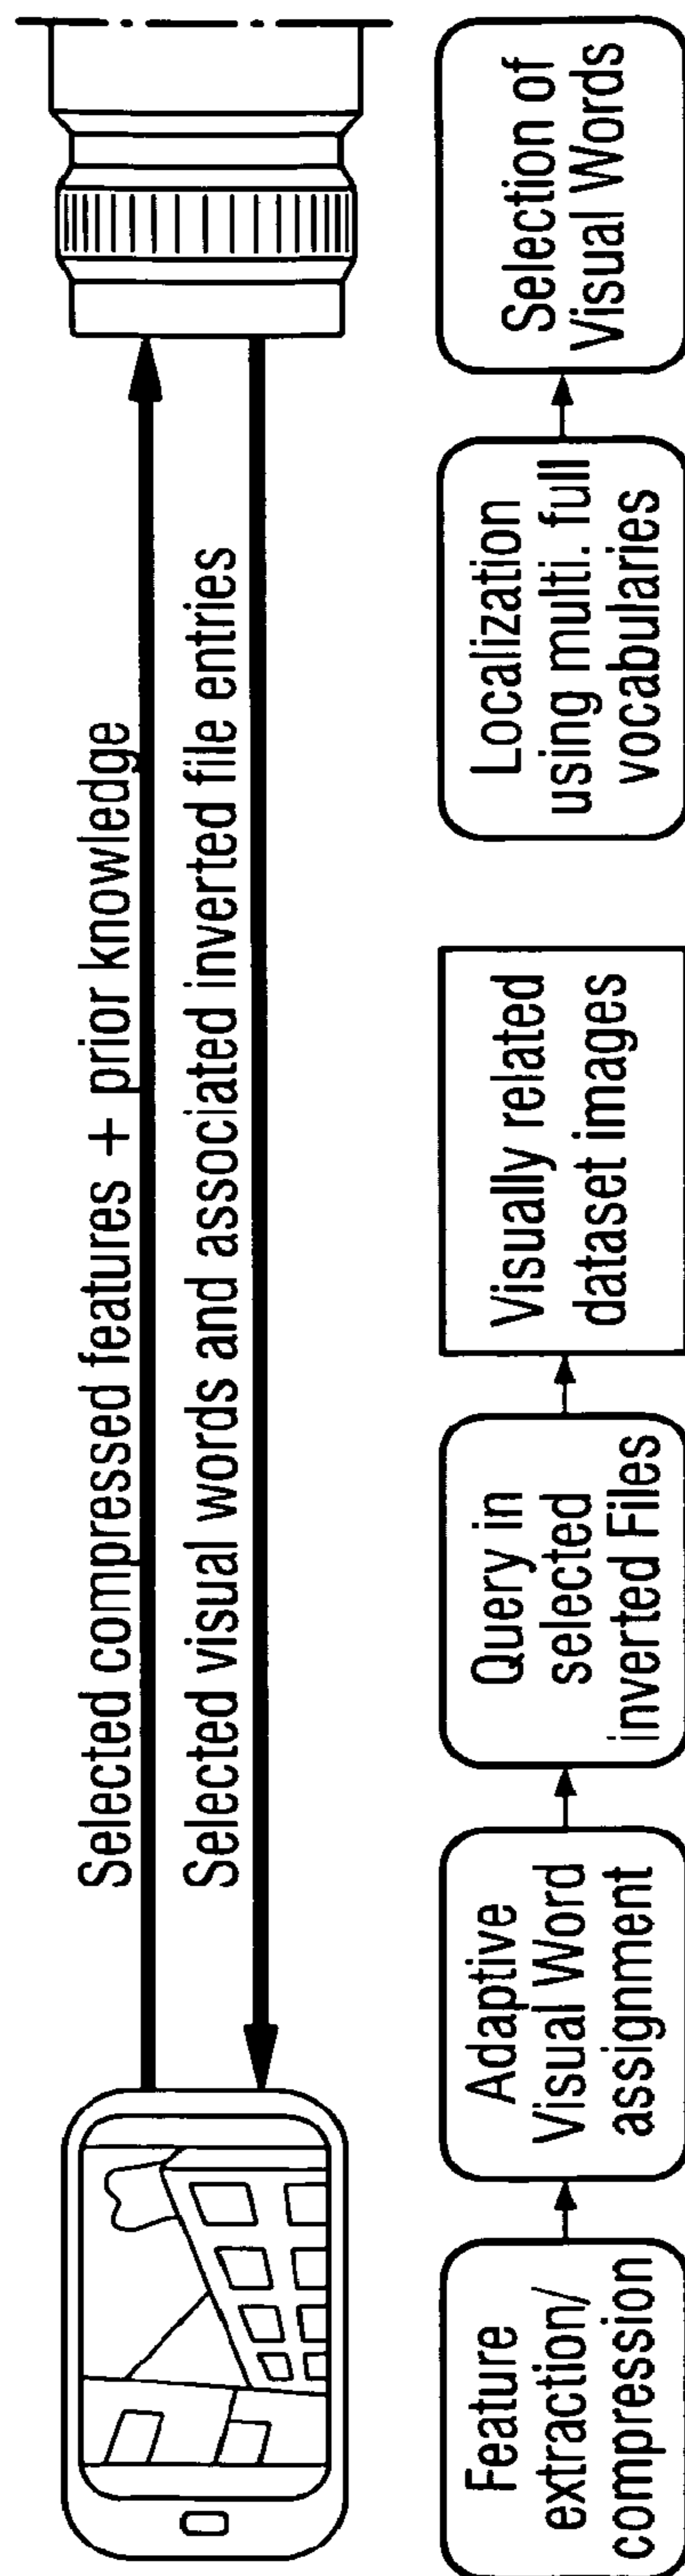 Selected compressed features + prior knowledge
Selected visual words and associated inverted file entries
Feature
extraction/
compression
Adaptive
Visual Word
assignment
Query in
selected
inverted Files
Visually related
dataset images
Localization
using multi. full
vocabularies
Selection of
Visual Words